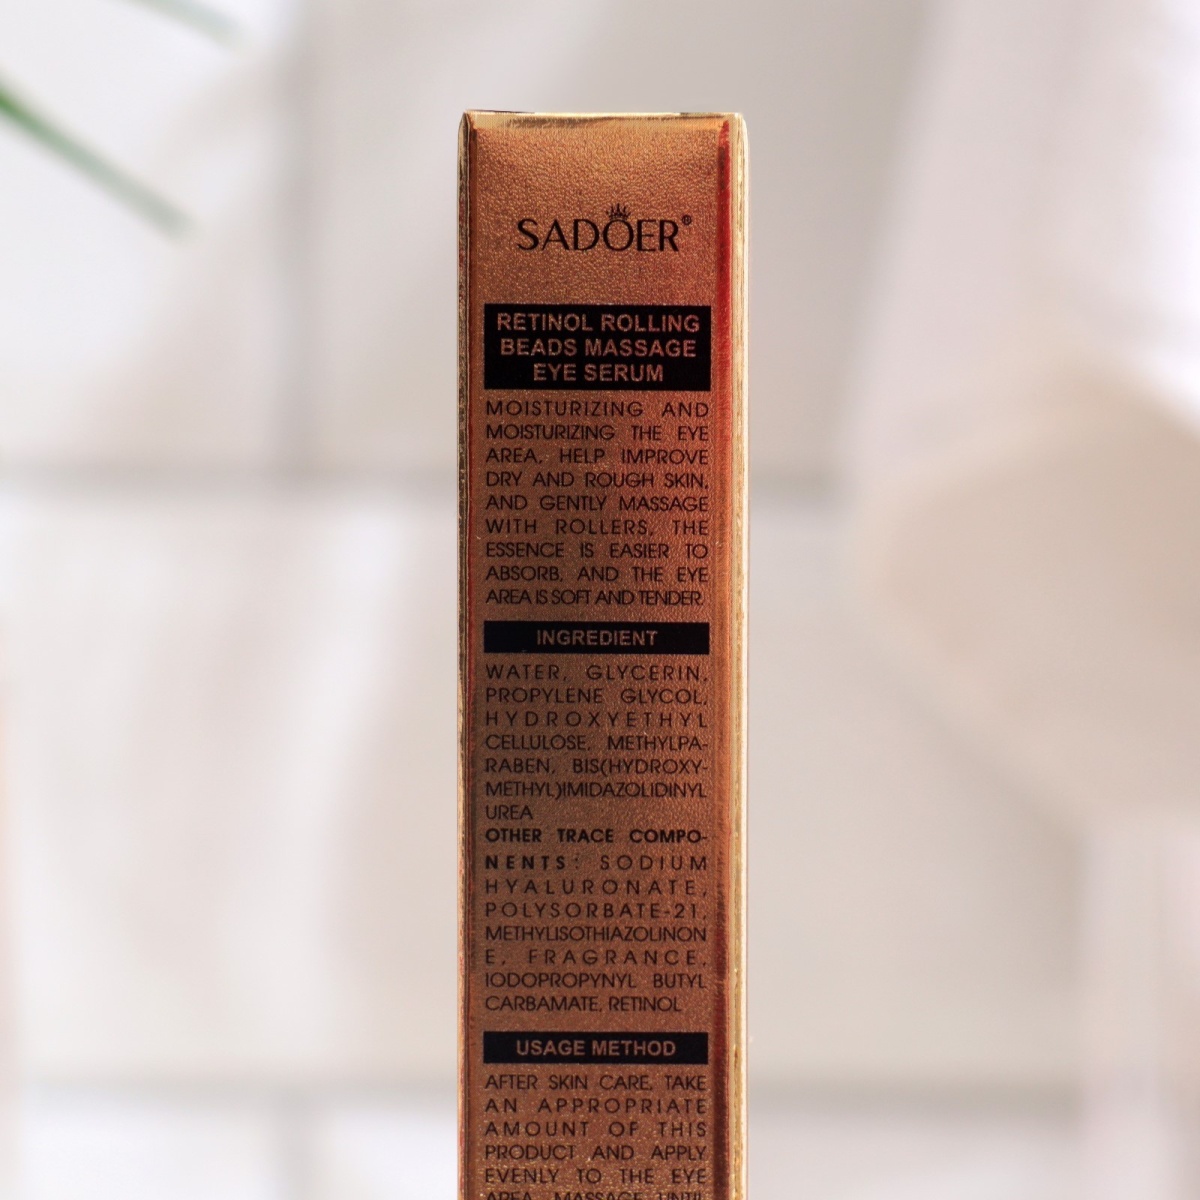 SADOER®
RETINOL ROLLING
BEADS MASSAGE
EYE SERUM
MOISTURIZING AND
MOISTURIZING THE EYE
AREA, HELP IMPROVE
DRY AND ROUGH SKIN,
AND GENTLY MASSAGE
WITH ROLLERS, THE
ESSENCE IS EASIER TO
ABSORB, AND THE EYE
AREA IS SOFT AND TENDER.
INGREDIENT
WATER, GLYCERIN,
PROPYLENE GLYCOL,
HYDROXYETHYL
CELLULOSE, METHYLPA-
RABEN, BIS(HYDROXY-
METHYL)IMIDAZOLIDINYL
UREA
OTHER TRACE COMPO-
NENTS: SODIUM
HYALURONATE,
POLYSORBATE-21,
METHYLISOTHIAZOLINON
E, FRAGRANCE,
IODOPROPYNYL BUTYL
CARBAMATE, RETINOL
USAGE METHOD
AFTER SKIN CARE, TAKE
AN APPROPRIATE
AMOUNT OF THIS
PRODUCT AND APPLY
EVENLY TO THE EYE
AREA, MASSAGE UNTIL